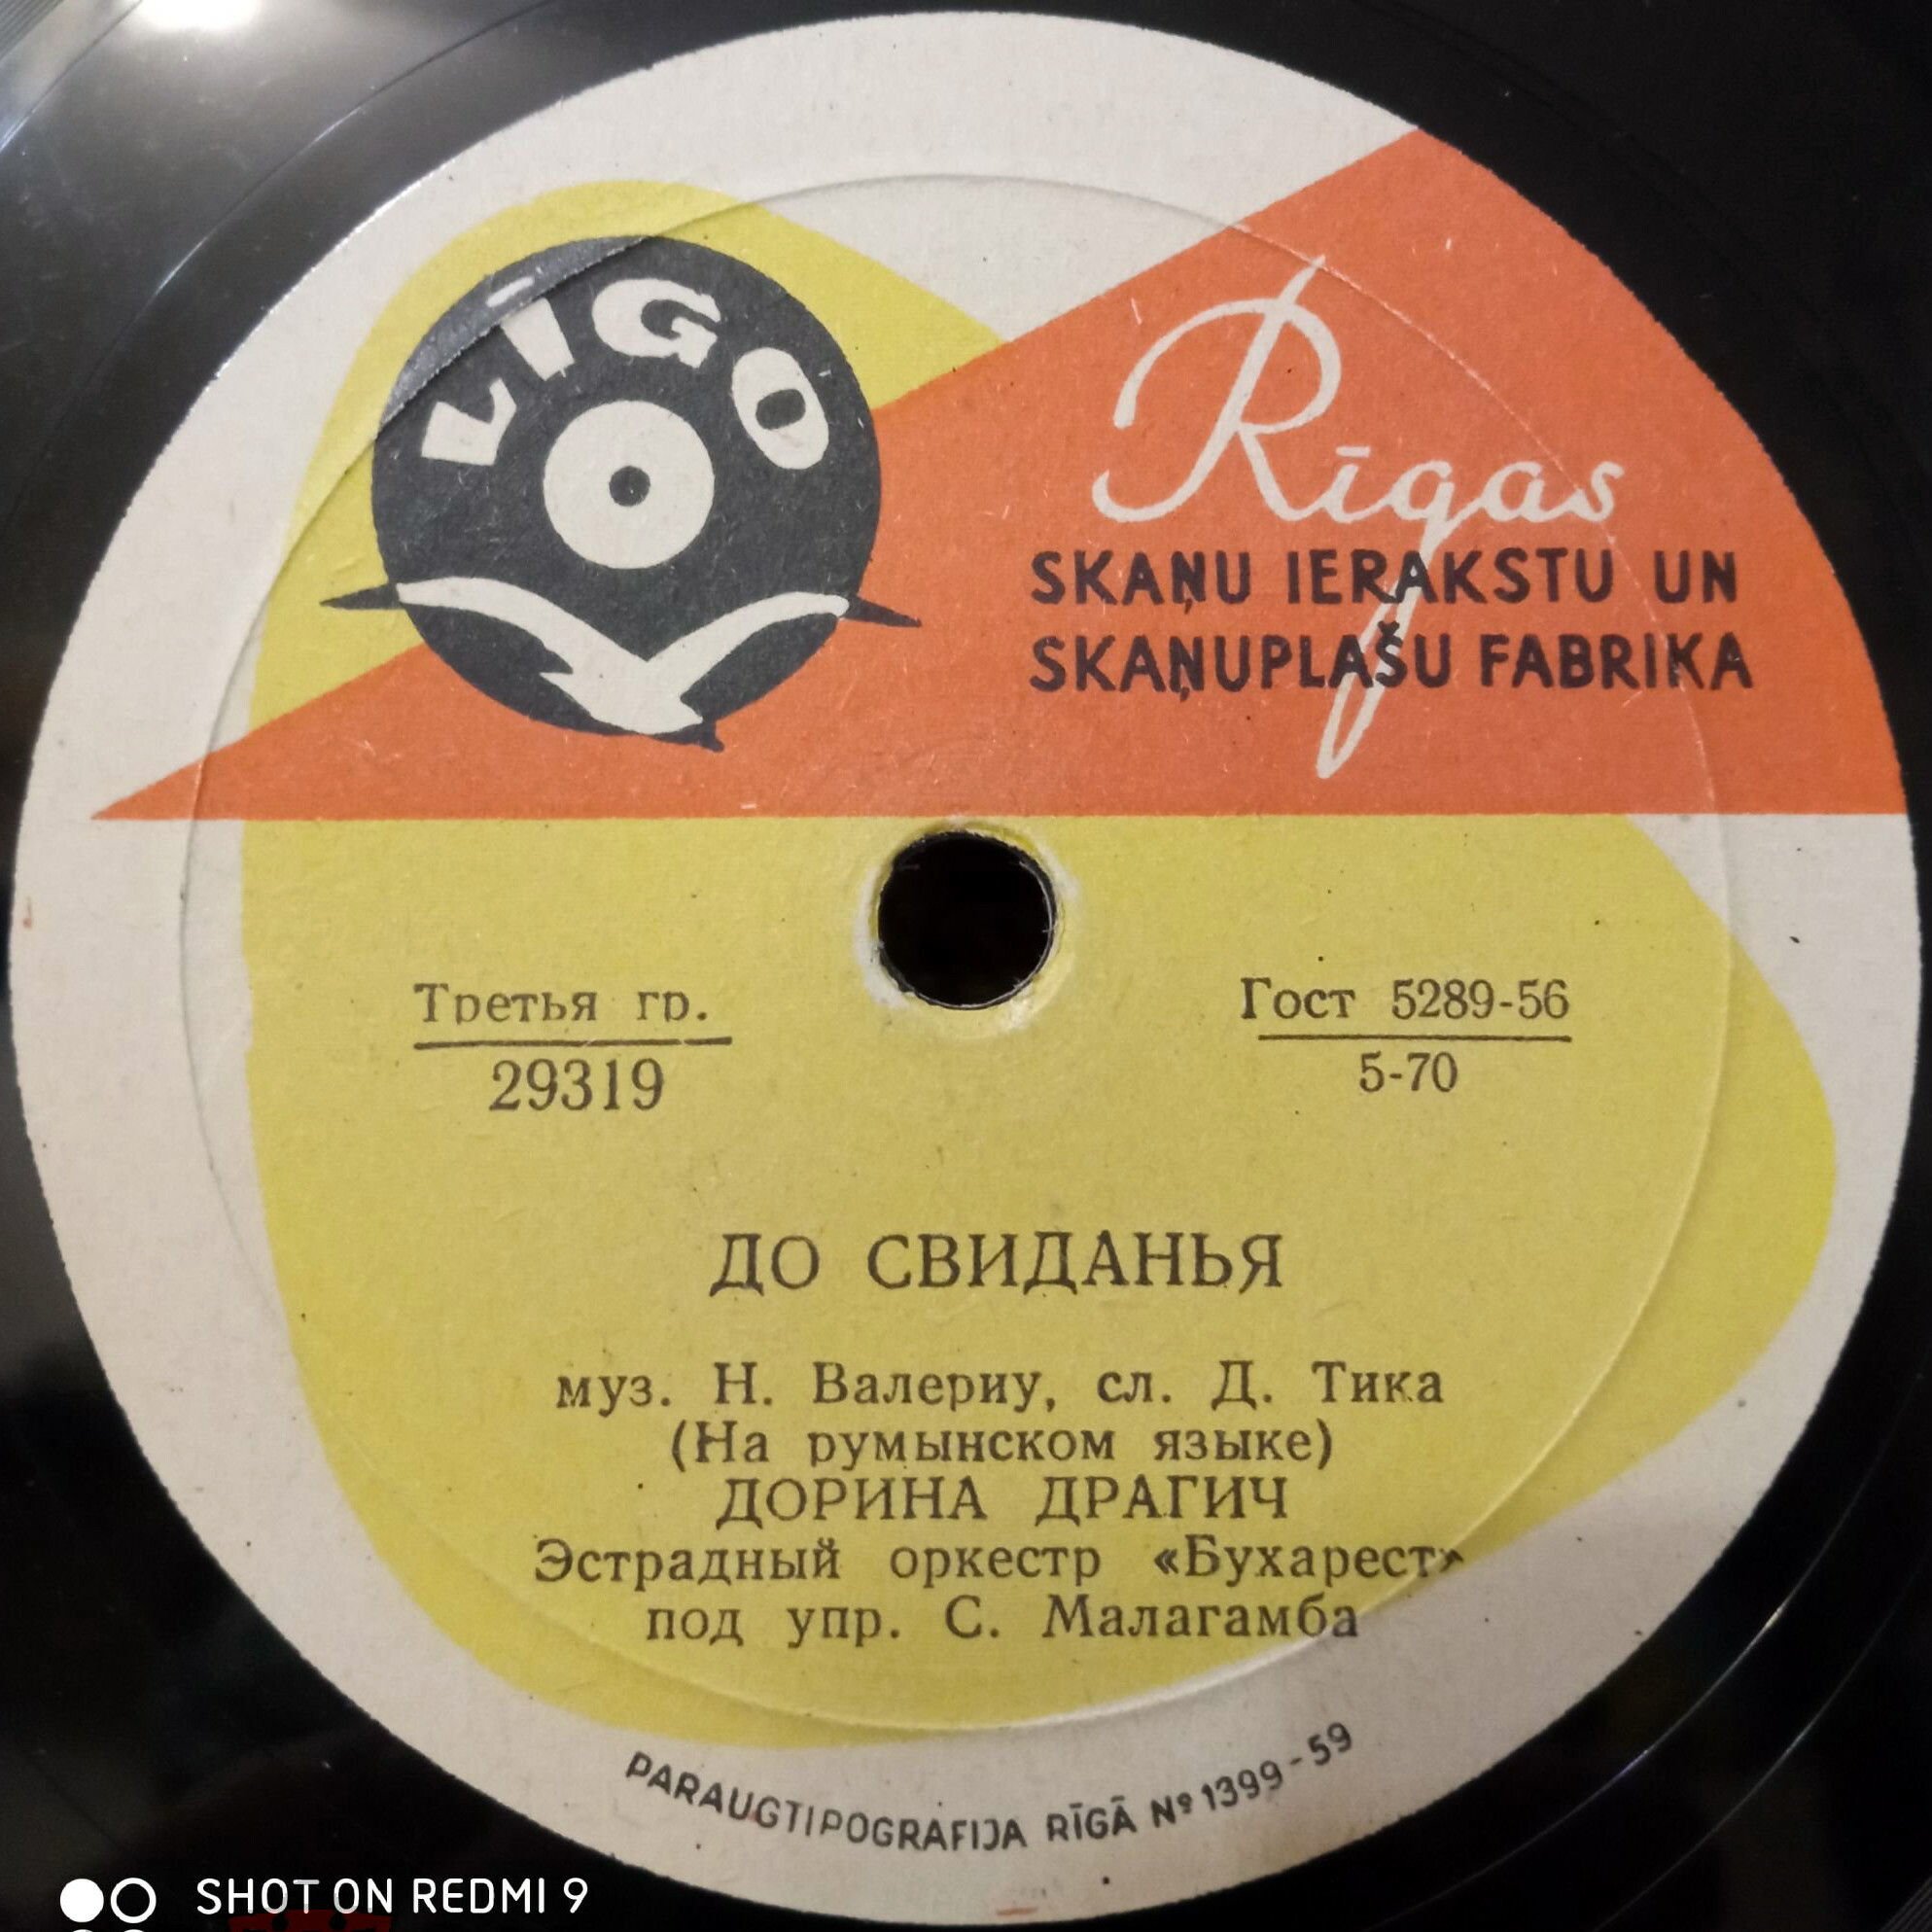 LĪGO
Rīgas
SKAŅU IERAKSTU UN
SKAŅUPLAŠU FABRIKA
Третья гр.
29319
Гост 5289-56
5-70
ДО СВИДАНЬЯ
муз. Н. Валериу, сл. Д. Тика
(На румынском языке)
ДОРИНА ДРАГИЧ
Эстрадный оркестр «Бухарест»
под упр. С. Малагамба
PARAUGTIPOGRAFIJA RĪGĀ № 1399-59
SHOT ON REDMI 9